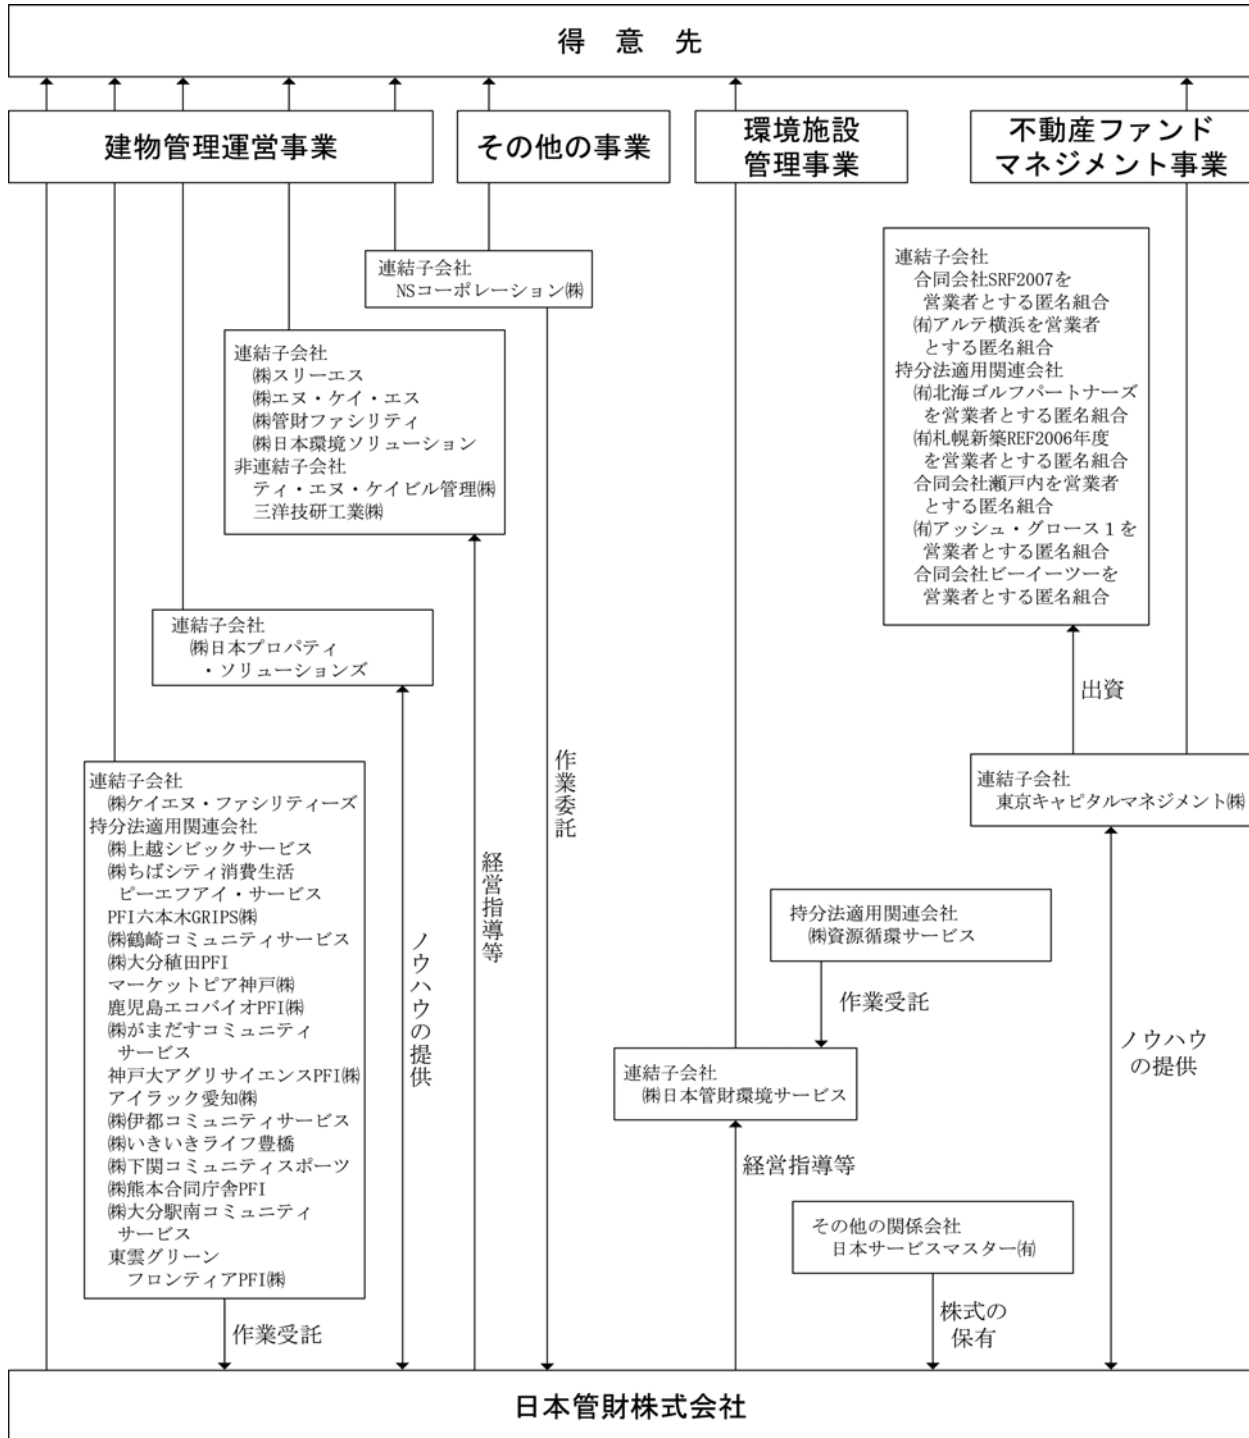 得 意 先
建物管理運営事業
その他の事業
環境施設
管理事業
不動産ファンド
マネジメント事業
連結子会社
NSコーポレーション㈱
連結子会社
㈱スリーエス
㈱エヌ・ケイ・エス
㈱管財ファシリティ
㈱日本環境ソリューション
非連結子会社
ティ・エヌ・ケイビル管理㈱
三洋技研工業㈱
連結子会社
㈱日本プロパティ
・ソリューションズ
連結子会社
㈱ケイエヌ・ファシリティーズ
持分法適用関連会社
㈱上越シビックサービス
㈱ちばシティ消費生活
ピーエフアイ・サービス
PFI六本木GRIPS㈱
㈱鶴崎コミュニティサービス
㈱大分稙田PFI
マーケットピア神戸㈱
鹿児島エコバイオPFI㈱
㈱がまだすコミュニティ
サービス
神戸大アグリサイエンスPFI㈱
アイラック愛知㈱
㈱伊都コミュニティサービス
㈱いきいきライフ豊橋
㈱下関コミュニティスポーツ
㈱熊本合同庁舎PFI
㈱大分駅南コミュニティ
サービス
東雲グリーン
フロンティアPFI㈱
作業受託
ノウハウの提供
経営指導等
作業委託
連結子会社
合同会社SRF2007を
営業者とする匿名組合
㈲アルテ横浜を営業者
とする匿名組合
持分法適用関連会社
㈲北海ゴルフパートナーズ
を営業者とする匿名組合
㈲札幌新築REF2006年度
を営業者とする匿名組合
合同会社瀬戸内を営業者
とする匿名組合
㈲アッシュ・グロース１を
営業者とする匿名組合
合同会社ビーイーツーを
営業者とする匿名組合
出資
連結子会社
東京キャピタルマネジメント㈱
持分法適用関連会社
㈱資源循環サービス
作業受託
連結子会社
㈱日本管財環境サービス
経営指導等
ノウハウ
の提供
その他の関係会社
日本サービスマスター㈲
株式の
保有
日本管財株式会社